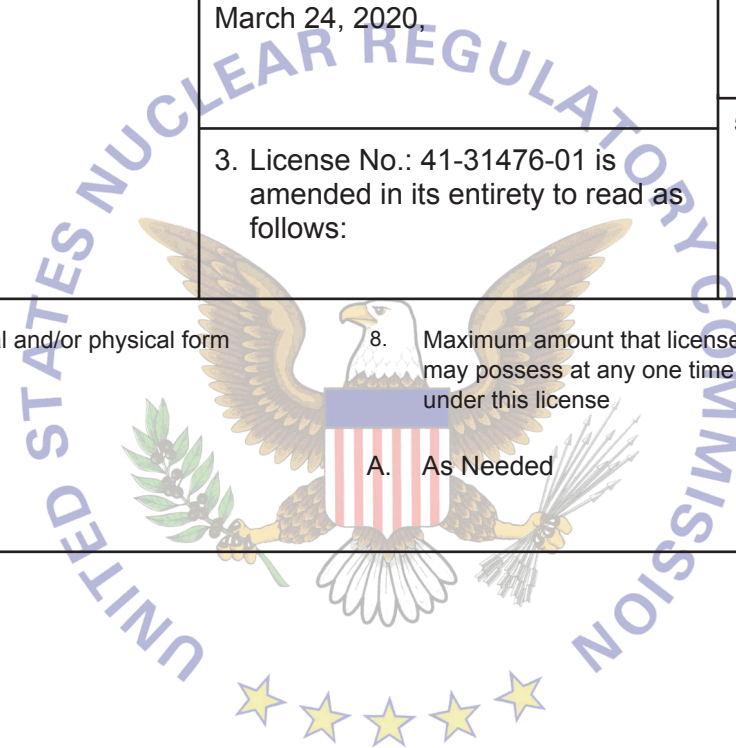 March 24, 2020,
3. License No.: 41-31476-01 is
amended in its entirety to read as
follows:
and/or physical form
8. Maximum amount that license
may possess at any one time
under this license
A. As Needed
UNITED STATES NUCLEAR REGULATORY COMMISSION